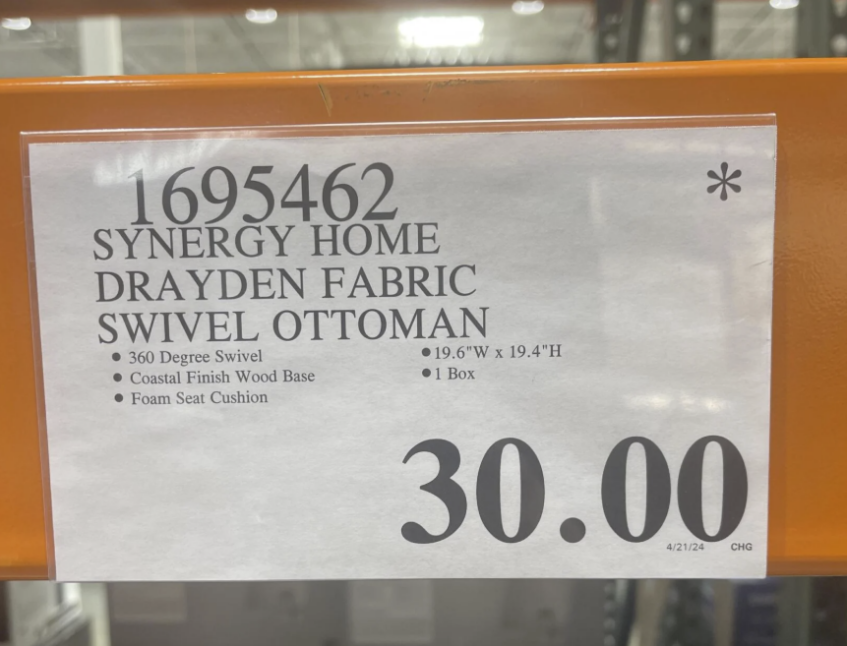 1695462 *
SYNERGY HOME
DRAYDEN FABRIC
SWIVEL OTTOMAN
• 360 Degree Swivel
• Coastal Finish Wood Base
• Foam Seat Cushion
• 19.6"W x 19.4"H
• 1 Box
30.00
4/21/24 CHG